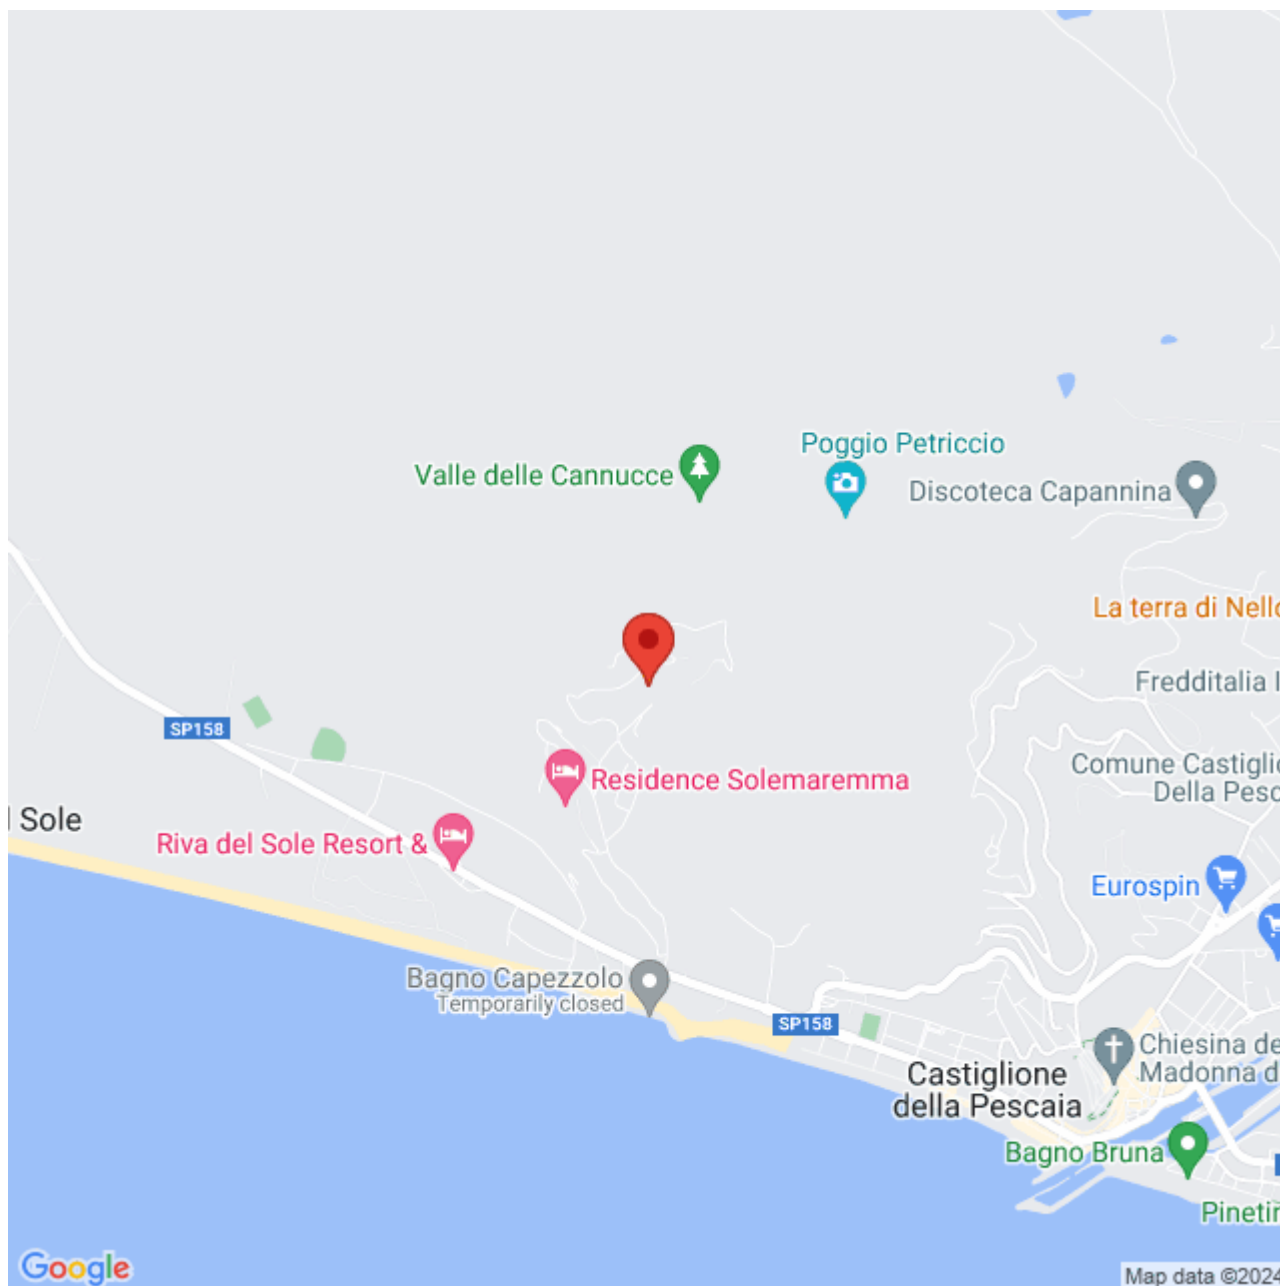 Poggio Petriccio
Valle delle Cannucce
Discoteca Capannina
La terra di Nello
Fredditalia
SP158
Residence Solemaremma
Comune Castiglio
Della Pesc
l Sole
Riva del Sole Resort &
Eurospin
Bagno Capezzolo
Temporarily closed
SP158
Chiesina de
Madonna d
Castiglione
della Pescaia
Bagno Bruna
Pinetin
Google
Map data ©2024